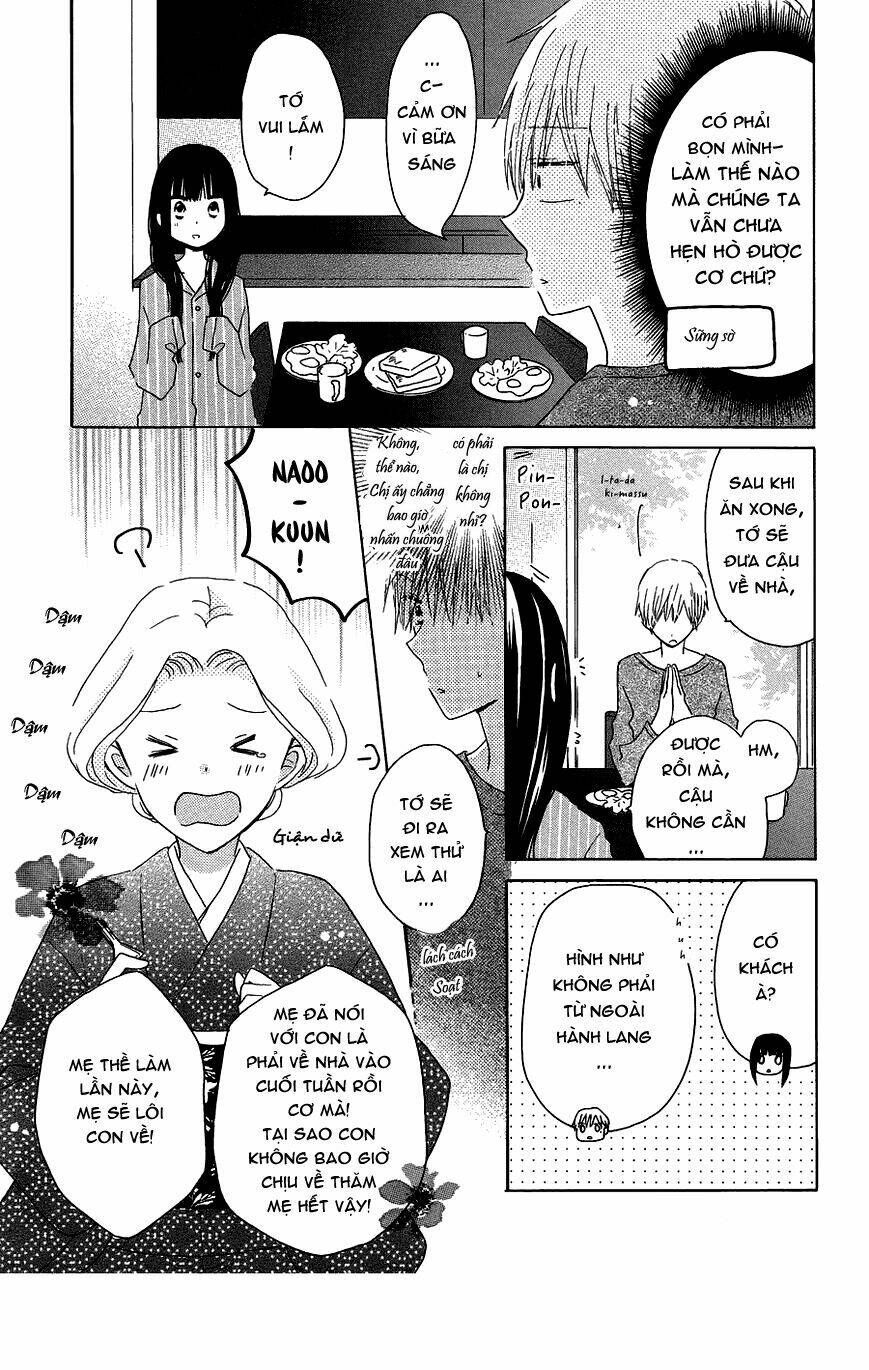 CÓ PHẢI
BỌN MÌNH-
LÀM THẾ NÀO
MÀ CHÚNG TA
VẪN CHƯA
HẸN HÒ ĐƯỢC
CƠ CHỨ?
Sững sờ
...
C-
CẢM ƠN
VÌ BỮA
SÁNG
TỚ
VUI LẮM
!
SAU KHI
ĂN XONG,
TỚ SẼ
ĐƯA CẬU
VỀ NHÀ,
I-ta-da
ki-massu
Pin-
Pon-
HM,
ĐƯỢC
RỒI MÀ,
CẬU
KHÔNG CẦN
...
CÓ
KHÁCH
À?
huh
HÌNH NHƯ
KHÔNG PHẢI
TỪ NGOÀI
HÀNH LANG
...
có phải
là chị
không
nhỉ?
Không,
thể nào,
Chị ấy chẳng
bao giờ
nhấn chuông
đâu
TỚ SẼ
ĐI RA
XEM THỬ
LÀ AI
...
lách cách
Soạt
NAOO
-
KUUN
!
Dậm
Dậm
Dậm
Dậm
Dậm
Giận dữ
MẸ ĐÃ NÓI
VỚI CON LÀ
PHẢI VỀ NHÀ VÀO
CUỐI TUẦN RỒI
CƠ MÀ!
TẠI SAO CON
KHÔNG BAO GIỜ
CHỊU VỀ THĂM
MẸ HẾT VẬY!
MẸ THỀ LÀM
LẦN NÀY,
MẸ SẼ LÔI
CON VỀ!